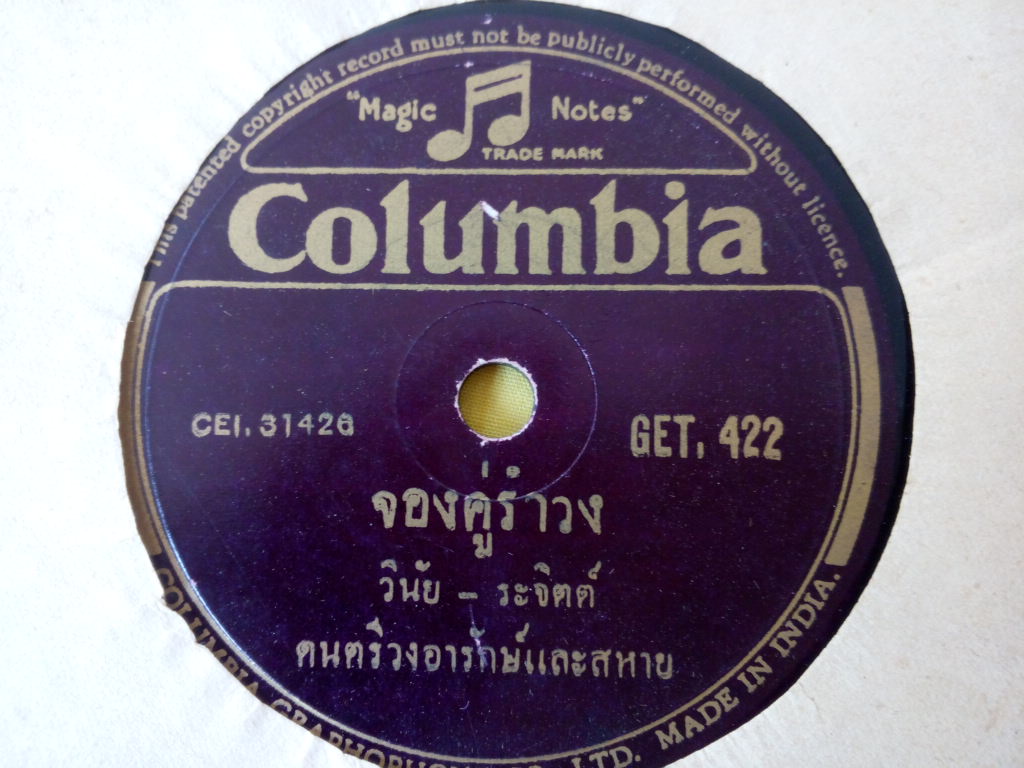 This patented copyright record must not be publicly performed without licence.
"Magic Notes"
TRADE MARK
Columbia
CEI. 31426
GET. 422
จองคู่รำวง
วินัย - ระจิตต์
ดนตรีวงอารักษ์และสหาย
COLUMBIA GRAPHOPHONE CO. LTD. MADE IN INDIA.